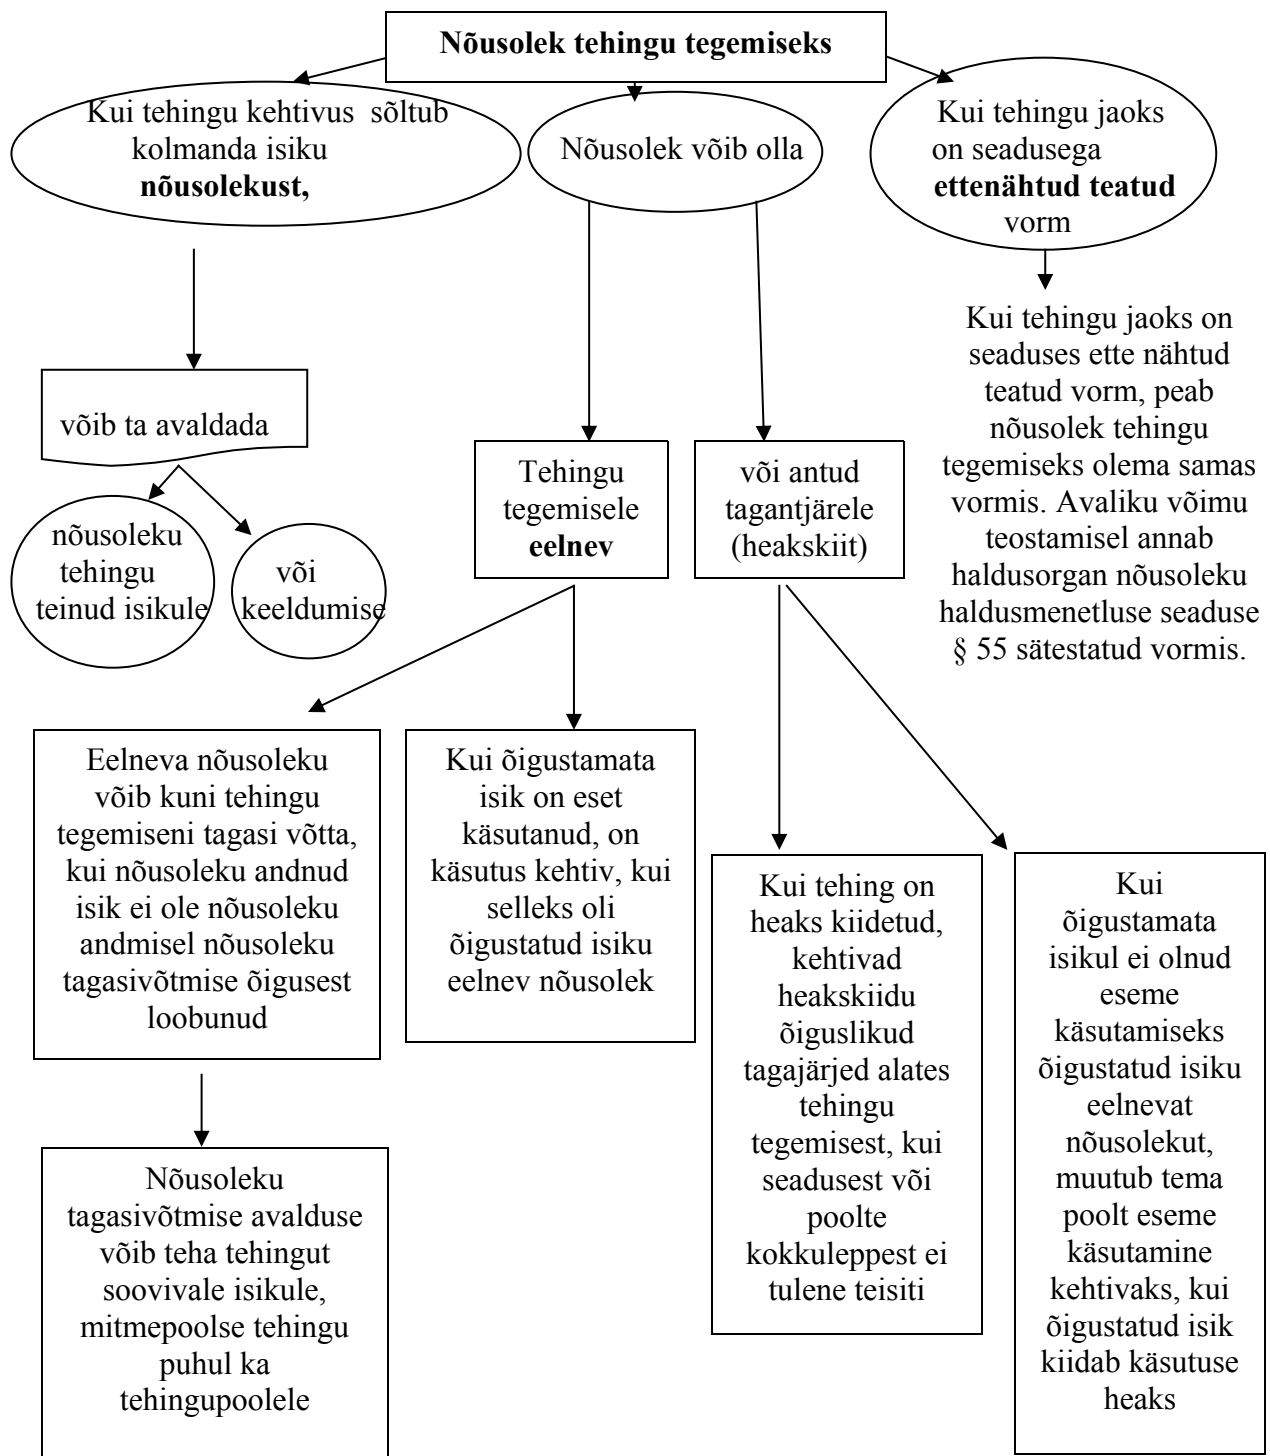 Nõusolek tehingu tegemiseks
Kui tehingu kehtivus sõltub
kolmanda isiku
nõusolekust,
Nõusolek võib olla
Kui tehingu jaoks
on seadusega
ettenähtud teatud
vorm
võib ta avaldada
nõusoleku
tehingu
teinud isikule
või
keeldumise
Tehingu
tegemisele
eelnev
või antud
tagantjärele
(heakskiit)
Kui tehingu jaoks on
seaduses ette nähtud
teatud vorm, peab
nõusolek tehingu
tegemiseks olema samas
vormis. Avaliku võimu
teostamisel annab
haldusorgan nõusoleku
haldusmenetluse seaduse
§ 55 sätestatud vormis.
Eelneva nõusoleku
võib kuni tehingu
tegemiseni tagasi võtta,
kui nõusoleku andnud
isik ei ole nõusoleku
andmisel nõusoleku
tagasivõtmise õigusest
loobunud
Kui õigustamata
isik on eset
käsutanud, on
käsutus kehtiv, kui
selleks oli
õigustatud isiku
eelnev nõusolek
Kui tehing on
heaks kiidetud,
kehtivad
heakskiidu
õiguslikud
tagajärjed alates
tehingu
tegemisest, kui
seadusest või
poolte
kokkuleppest ei
tulene teisiti
Kui
õigustamata
isikul ei olnud
eseme
käsutamiseks
õigustatud isiku
eelnevat
nõusolekut,
muutub tema
poolt eseme
käsutamine
kehtivaks, kui
õigustatud isik
kiidab käsutuse
heaks
Nõusoleku
tagasivõtmise avalduse
võib teha tehingut
soovivale isikule,
mitmepoolse tehingu
puhul ka
tehingupoolele